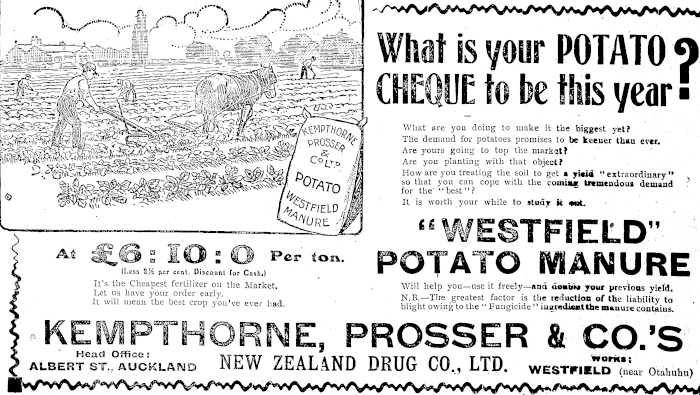 What is your POTATO
CHEQUE to be this year?
What are you doing to make it the biggest yet?
The demand for potatoes promises to be keener than ever.
Are yours going to top the market?
Are you planting with that object?
How are you treating the soil to get a yield "extraordinary"
so that you can cope with the coming tremendous demand
for the "best"?
It is worth your while to study it out.
"WESTFIELD"
POTATO MANURE
Will help you—use it freely—and double your previous yield.
N.B.—The greatest factor is the reduction of the liability to
blight owing to the "Fungicide" ingredient the manure contains.
KEMPTHORNE
PROSSER
& CO LTD
POTATO
WESTFIELD
MANURE
At £6:10:0 Per ton.
(Less 2½ per cent. Discount for Cash.)
It's the Cheapest fertilizer on the Market.
Let us have your order early.
It will mean the best crop you've ever had.
KEMPTHORNE, PROSSER & CO.'S
Head Office:
ALBERT ST., AUCKLAND
NEW ZEALAND DRUG CO., LTD.
Works:
WESTFIELD (near Otahuhu)